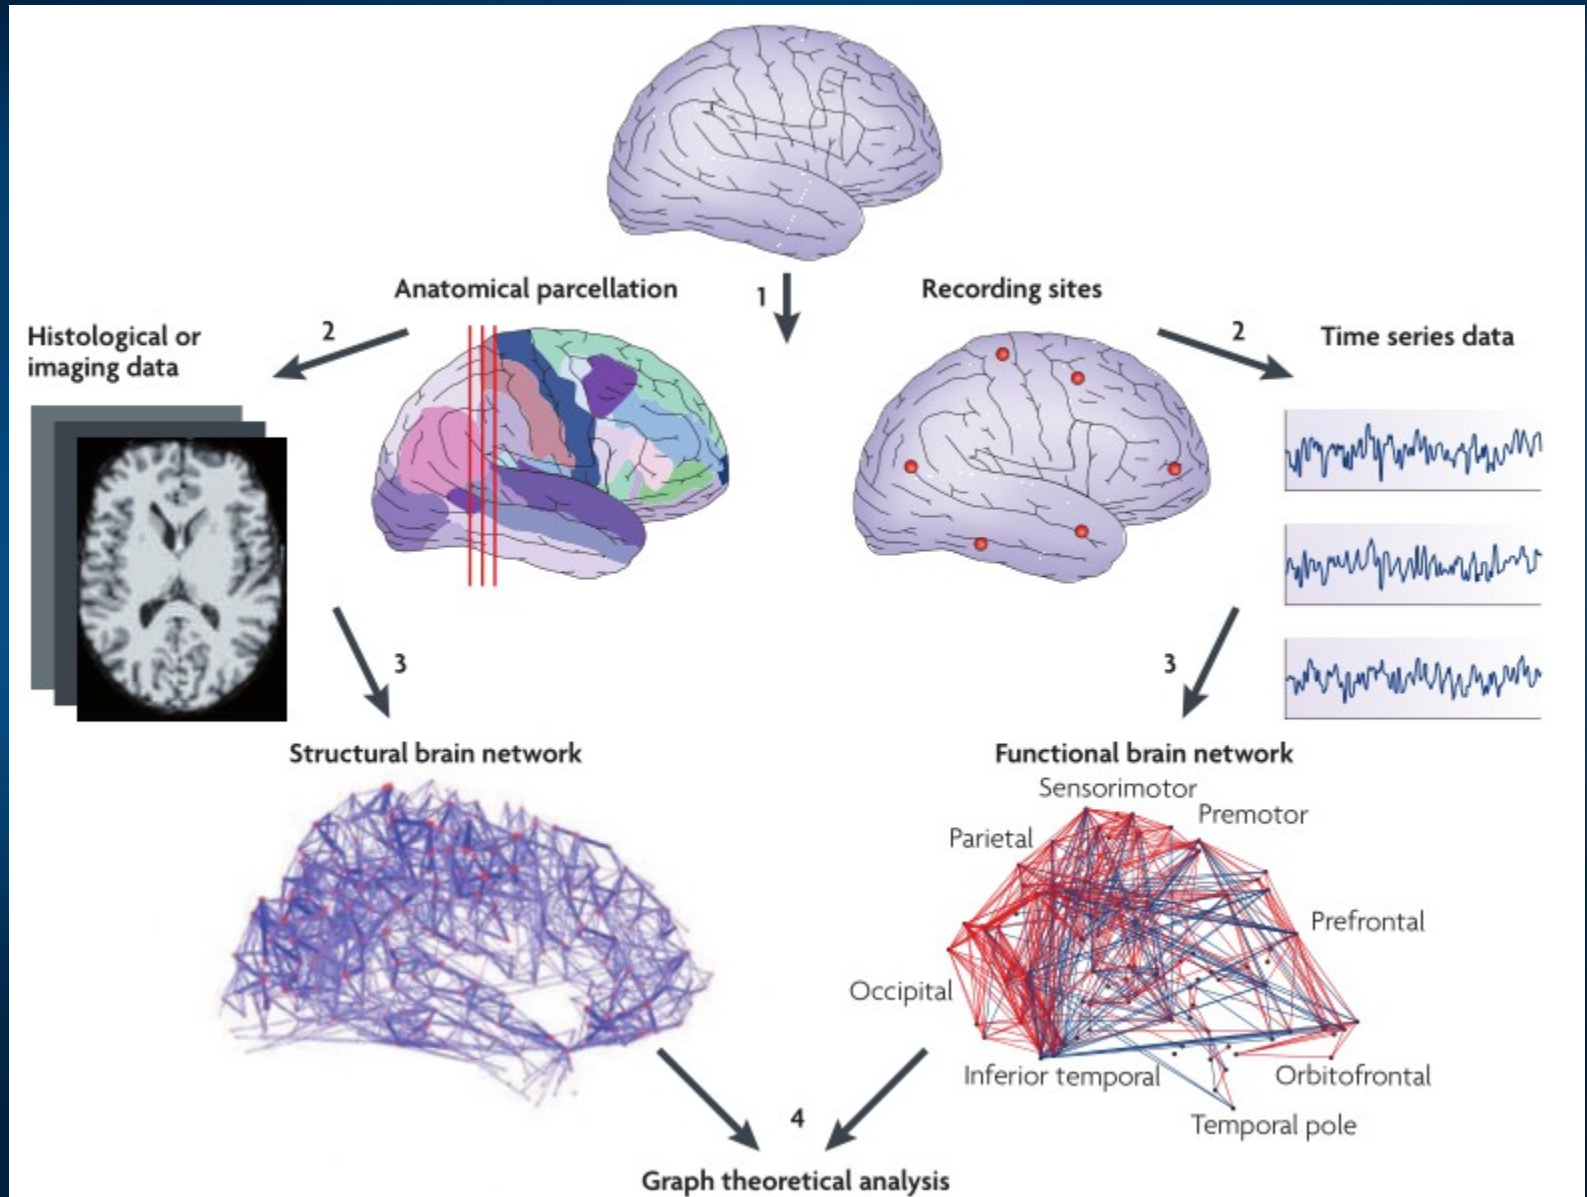 Anatomical parcellation
1
Recording sites
Histological or
imaging data
2
2
Time series data
3
3
Structural brain network
Functional brain network
Sensorimotor
Premotor
Parietal
Prefrontal
Occipital
Inferior temporal
Orbitofrontal
Temporal pole
4
Graph theoretical analysis